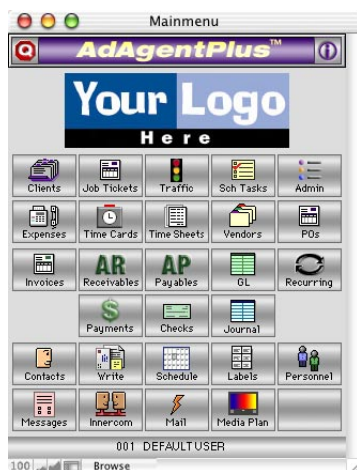 Mainmenu
Q AdAgentPlus™ i
Your Logo
Here
Clients Job Tickets Traffic Sch Tasks Admin
Expenses Time Cards Time Sheets Vendors POs
Invoices AR Receivables AP Payables GL Recurring
$ Payments Checks Journal
Contacts Write Schedule Labels Personnel
Messages Innercom Mail Media Plan
001 DEFAULTUSER
100 Browse